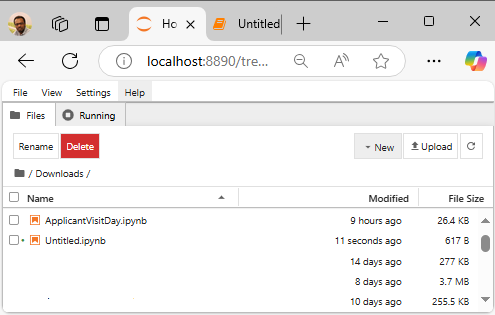 Ho
Untitled
localhost:8890/tre...
File View Settings Help
Files Running
Rename Delete New Upload
/ Downloads /
Name Modified File Size
ApplicantVisitDay.ipynb 9 hours ago 26.4 KB
Untitled.ipynb 11 seconds ago 617 B
14 days ago 277 KB
8 days ago 3.7 MB
10 days ago 255.5 KB